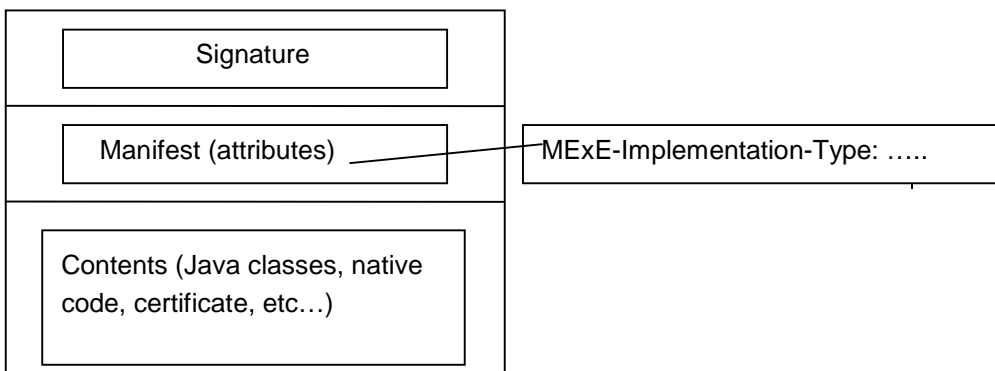 Signature
Manifest (attributes)
MExE-Implementation-Type: …..
Contents (Java classes, native
code, certificate, etc…)